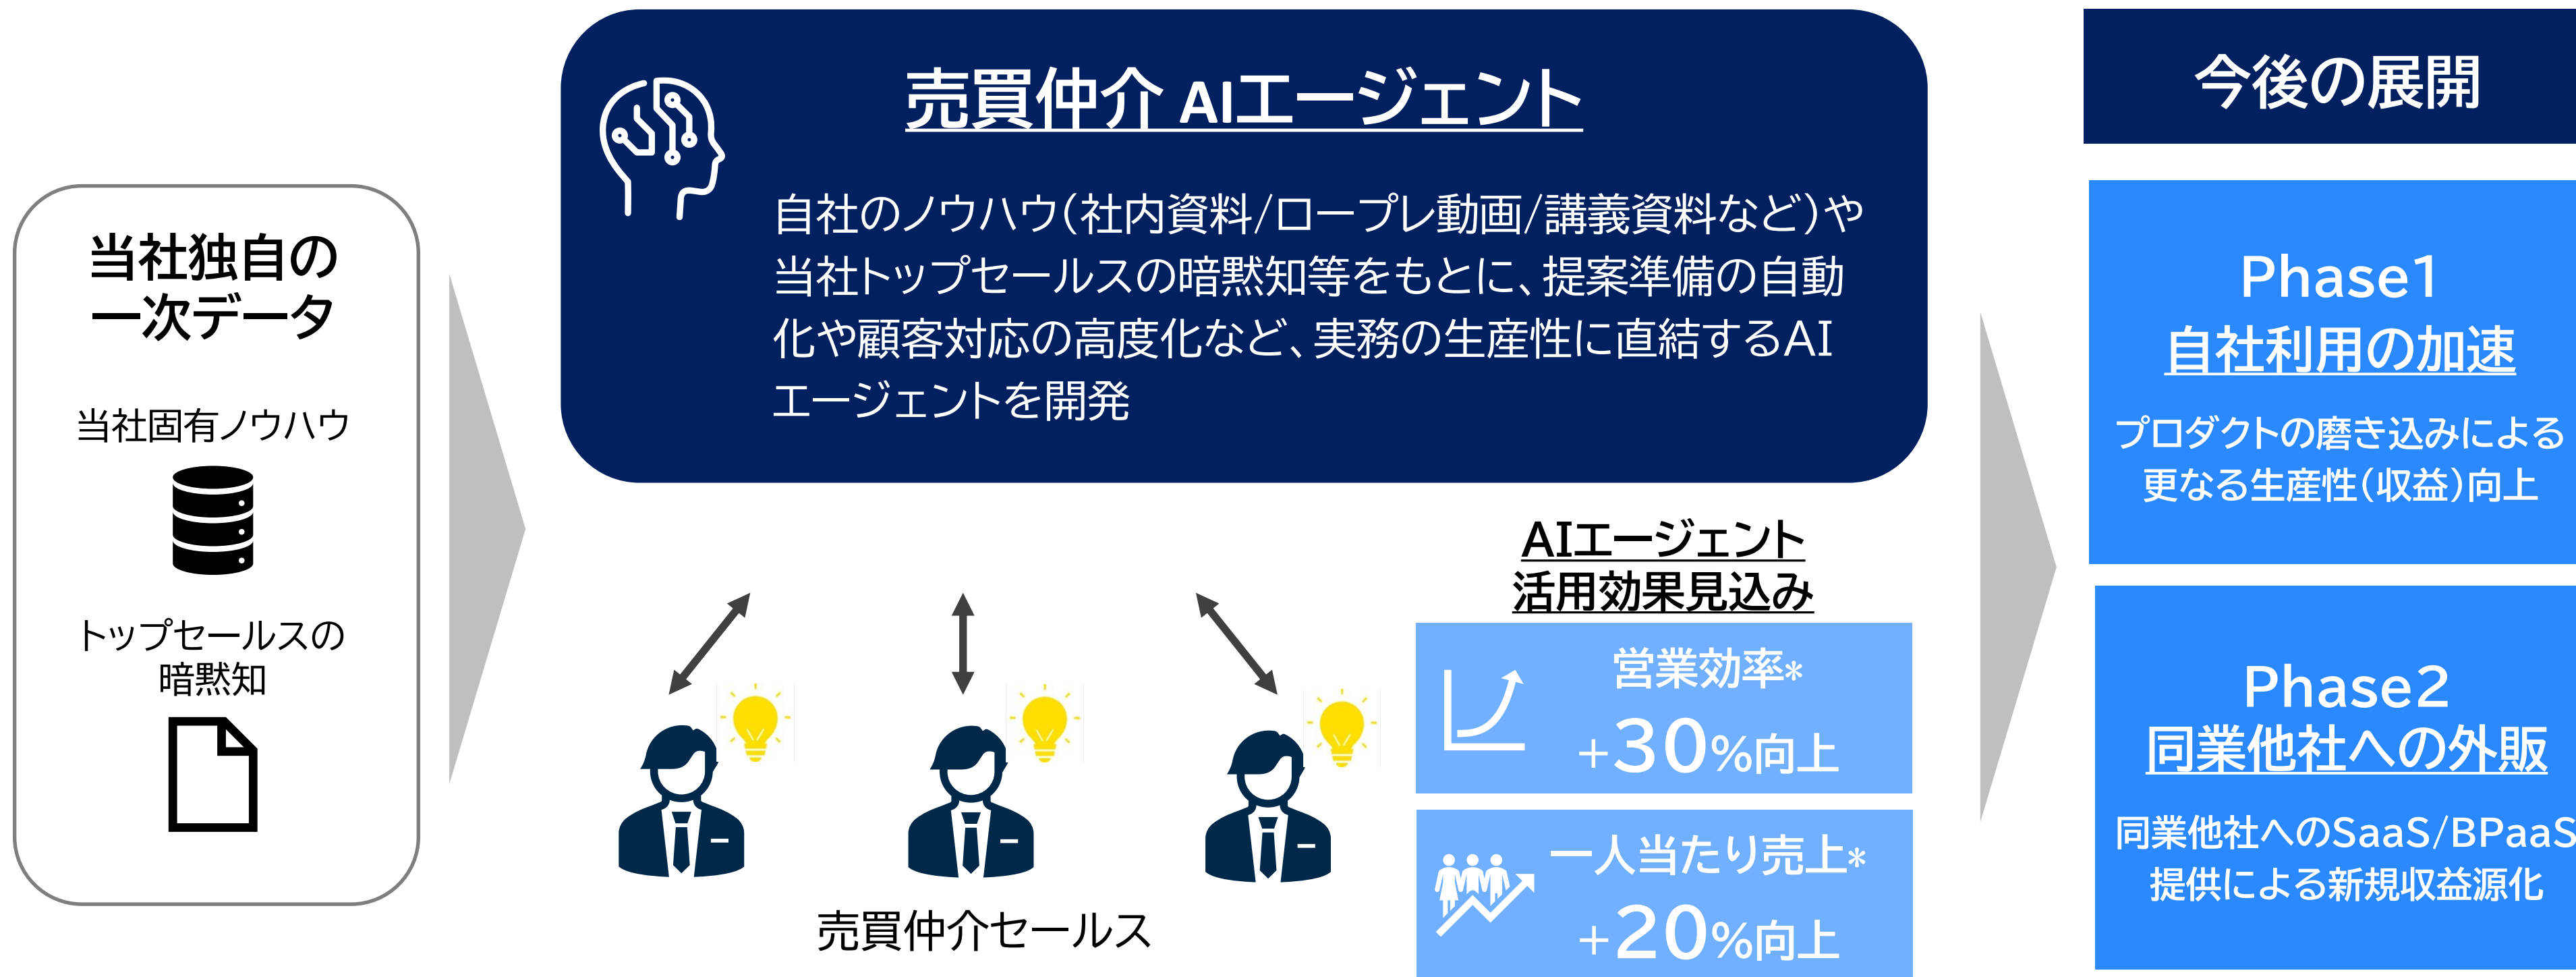 当社独自の
一次データ
当社固有ノウハウ
トップセールスの
暗黙知
売買仲介 AIエージェント
自社のノウハウ(社内資料/ロープレ動画/講義資料など)や
当社トップセールスの暗黙知等をもとに、提案準備の自動
化や顧客対応の高度化など、実務の生産性に直結するAI
エージェントを開発
売買仲介セールス
AIエージェント
活用効果見込み
営業効率*
+30%向上
一人当たり売上*
+20%向上
今後の展開
Phase1
自社利用の加速
プロダクトの磨き込みによる
更なる生産性(収益)向上
Phase2
同業他社への外販
同業他社へのSaaS/BPaaS
提供による新規収益源化